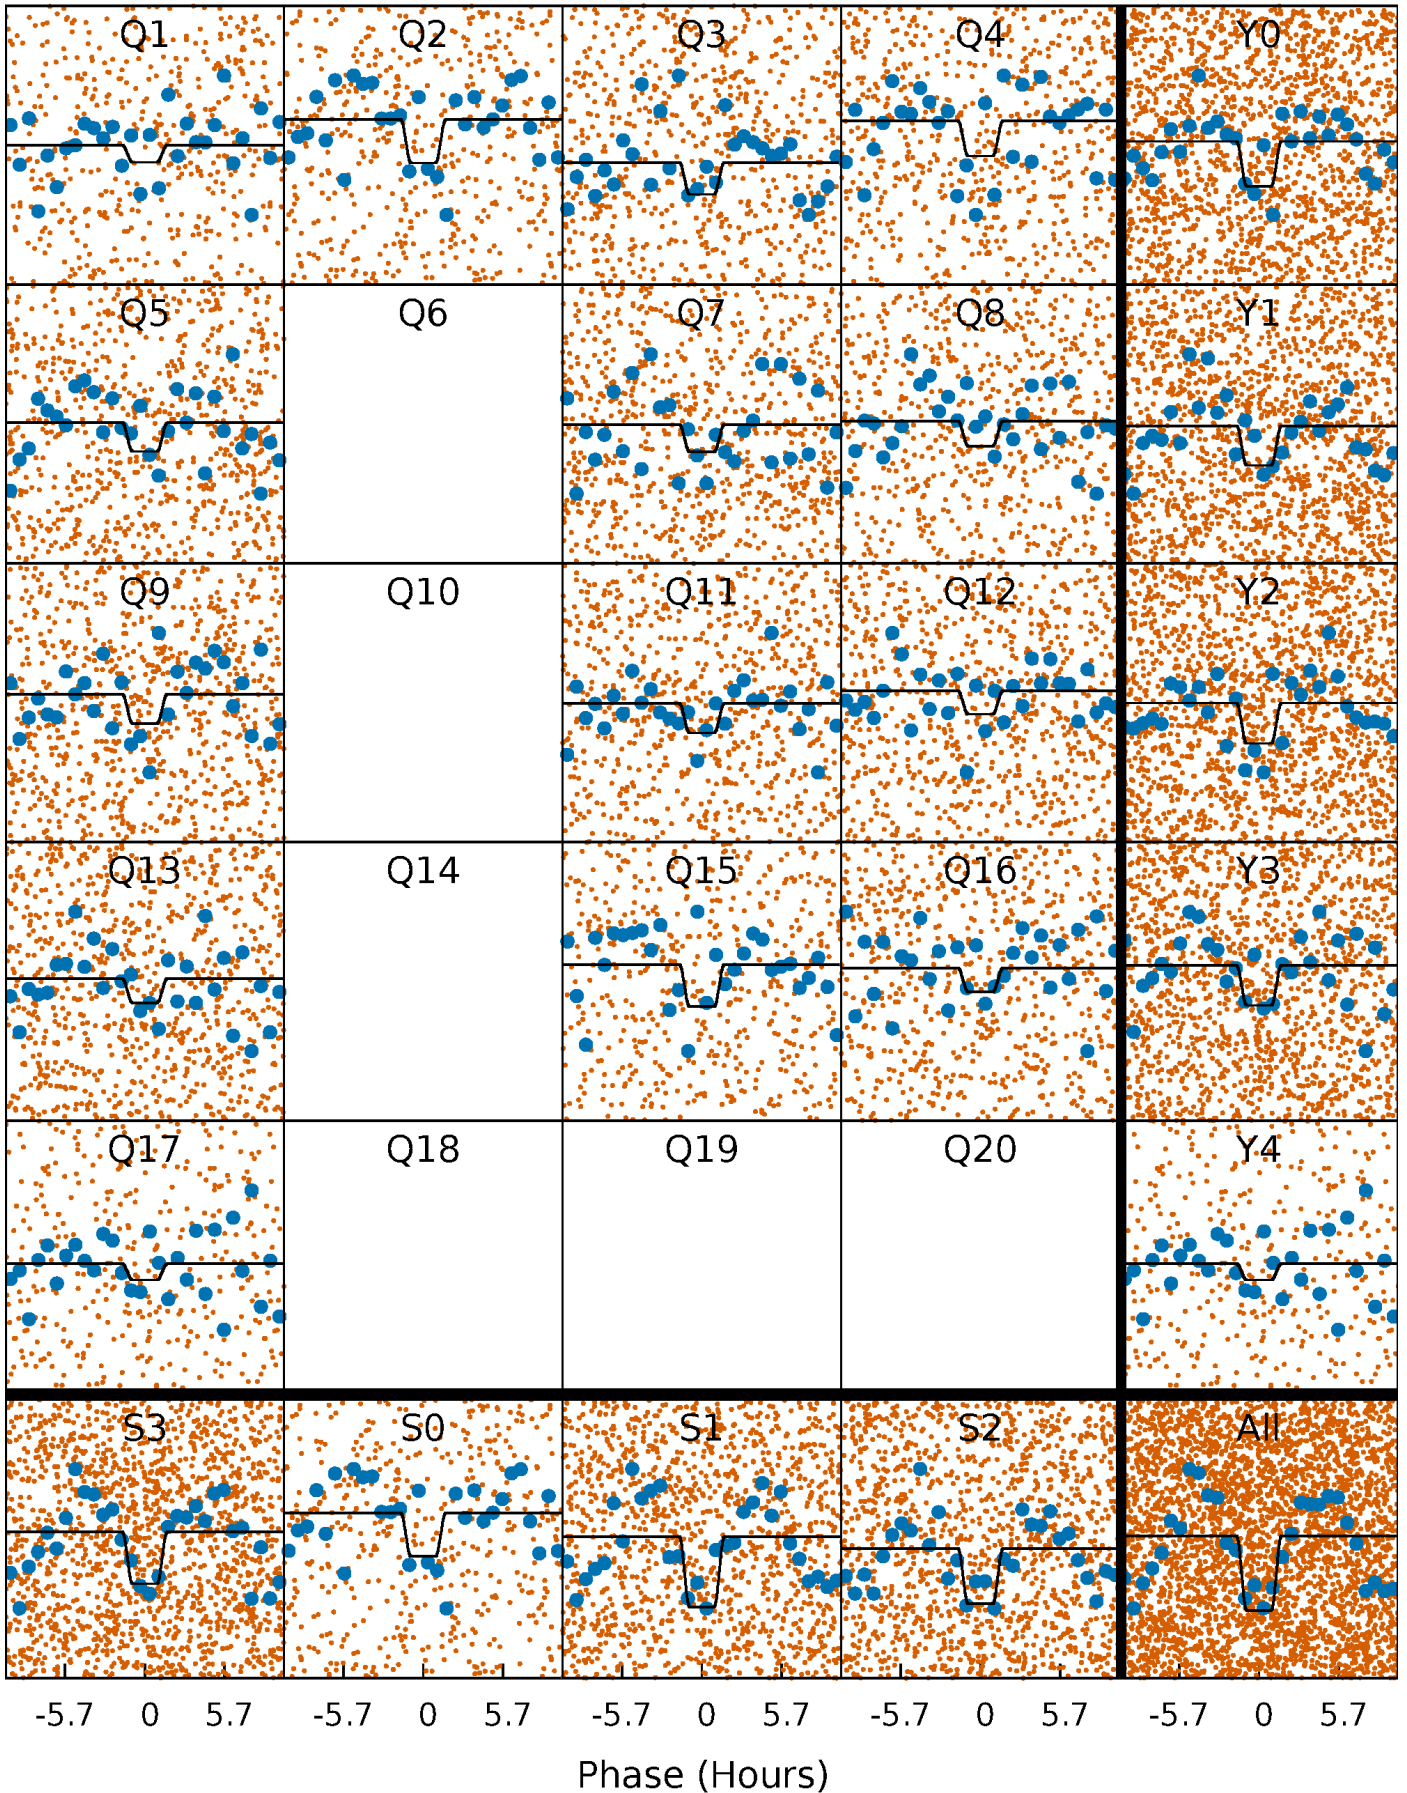 Q1 Q2 Q3 Q4 Y0
Q5 Q6 Q7 Q8 Y1
Q9 Q10 Q11 Q12 Y2
Q13 Q14 Q15 Q16 Y3
Q17 Q18 Q19 Q20 Y4
S3 S0 S1 S2 All
-5.7 0 5.7 -5.7 0 5.7 -5.7 0 5.7 -5.7 0 5.7 -5.7 0 5.7
Phase (Hours)